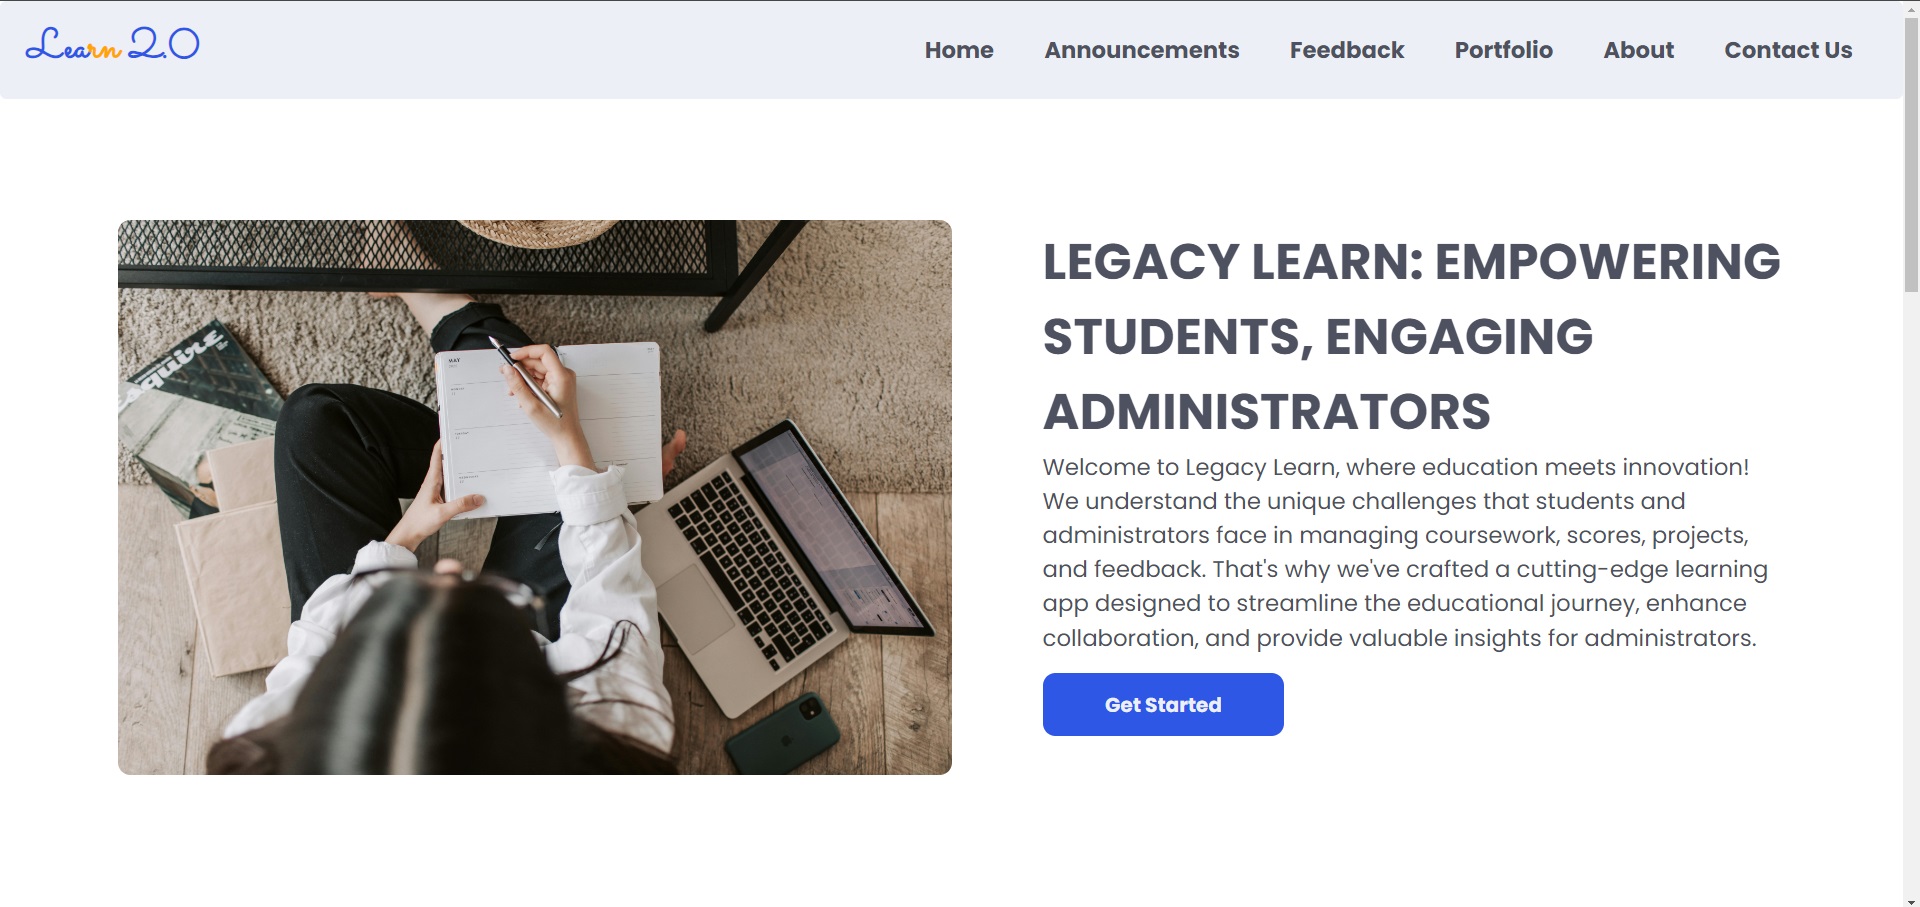 Learn 2.0
Home
Announcements
Feedback
Portfolio
About
Contact Us
quire
MAY
LEGACY LEARN: EMPOWERING
STUDENTS, ENGAGING
ADMINISTRATORS
Welcome to Legacy Learn, where education meets innovation!
We understand the unique challenges that students and
administrators face in managing coursework, scores, projects,
and feedback. That's why we've crafted a cutting-edge learning
app designed to streamline the educational journey, enhance
collaboration, and provide valuable insights for administrators.
Get Started